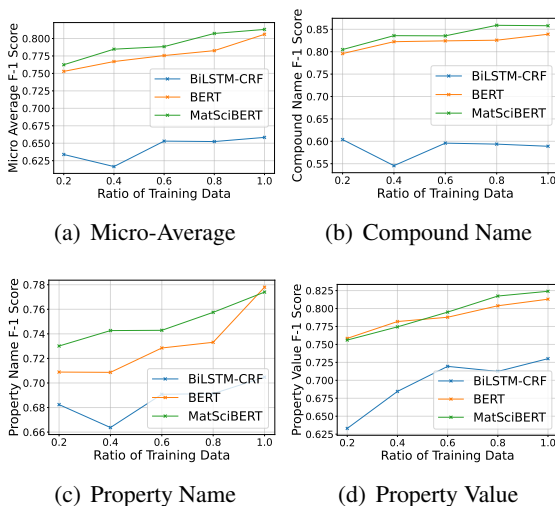 Micro Average F-1 Score
0.800
0.775
0.750
0.725
0.700
0.675
0.650
0.625
BiLSTM-CRF
BERT
MatSciBERT
0.2 0.4 0.6 0.8 1.0
Ratio of Training Data
(a) Micro-Average
Compound Name F-1 Score
0.85
0.80
0.75
0.70
0.65
0.60
0.55
BiLSTM-CRF
BERT
MatSciBERT
0.2 0.4 0.6 0.8 1.0
Ratio of Training Data
(b) Compound Name
Property Name F-1 Score
0.78
0.76
0.74
0.72
0.70
0.68
0.66
BiLSTM-CRF
BERT
MatSciBERT
0.2 0.4 0.6 0.8 1.0
Ratio of Training Data
(c) Property Name
Property Value F-1 Score
0.825
0.800
0.775
0.750
0.725
0.700
0.675
0.650
0.625
BiLSTM-CRF
BERT
MatSciBERT
0.2 0.4 0.6 0.8 1.0
Ratio of Training Data
(d) Property Value